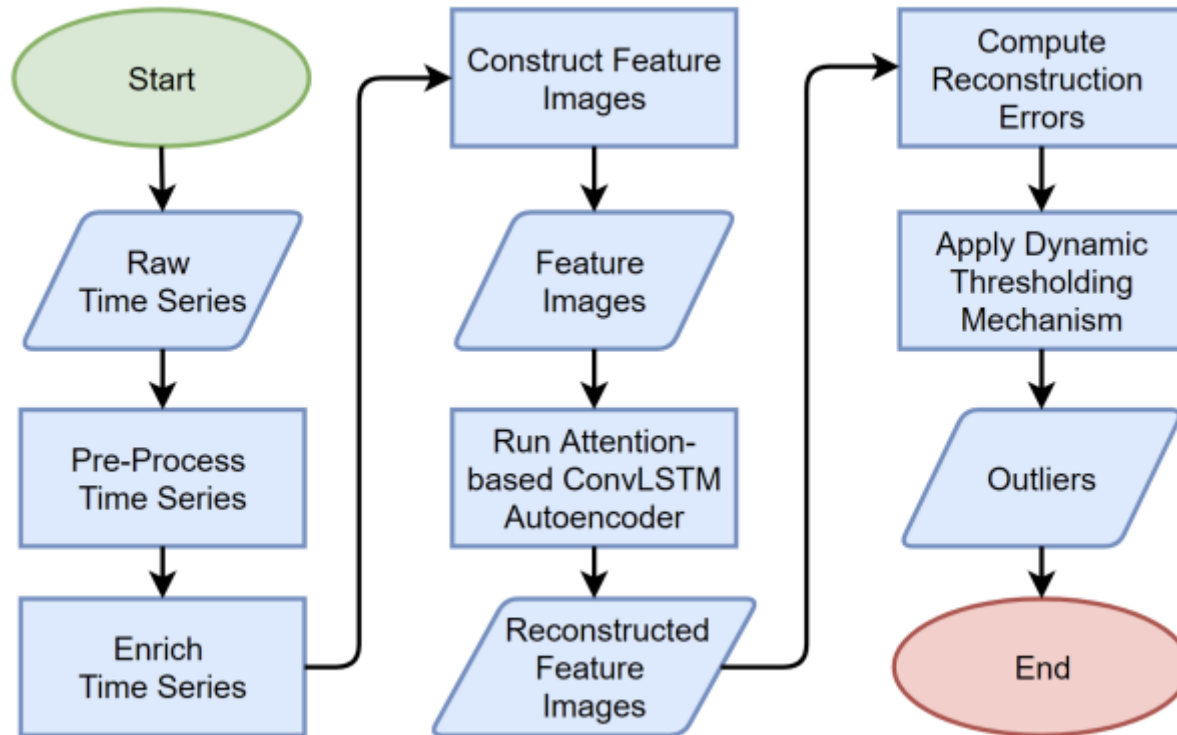 Start
Raw
Time Series
Pre-Process
Time Series
Enrich
Time Series
Construct Feature
Images
Feature
Images
Run Attention-
based ConvLSTM
Autoencoder
Reconstructed
Feature
Images
Compute
Reconstruction
Errors
Apply Dynamic
Thresholding
Mechanism
Outliers
End